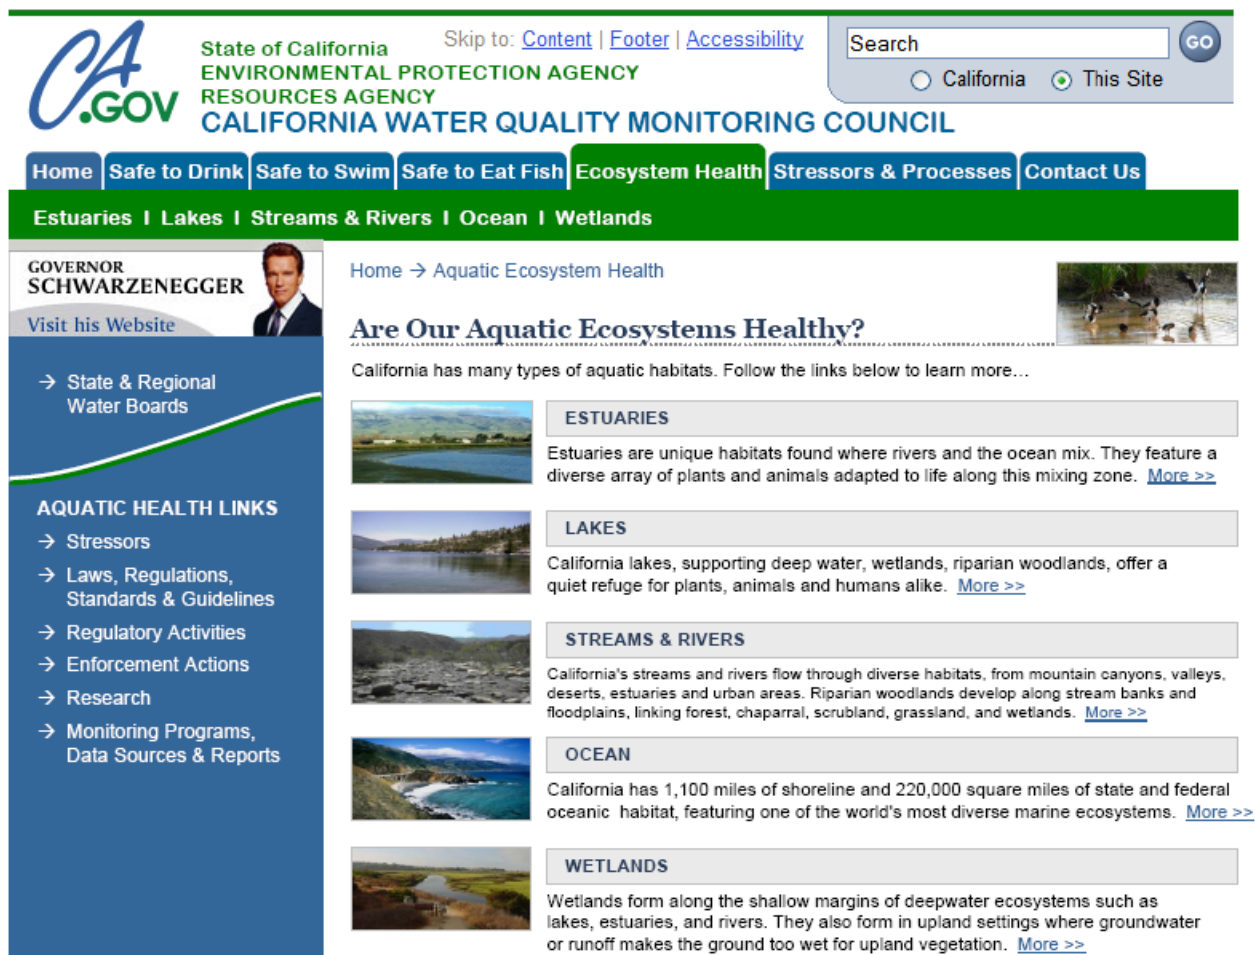 CA
.GOV
State of California
ENVIRONMENTAL PROTECTION AGENCY
RESOURCES AGENCY
CALIFORNIA WATER QUALITY MONITORING COUNCIL
Skip to: Content | Footer | Accessibility
Search
GO
California
This Site
Home
Safe to Drink
Safe to Swim
Safe to Eat Fish
Ecosystem Health
Stressors & Processes
Contact Us
Estuaries I Lakes I Streams & Rivers I Ocean I Wetlands
GOVERNOR
SCHWARZENEGGER
Visit his Website
→ State & Regional
Water Boards
AQUATIC HEALTH LINKS
→ Stressors
→ Laws, Regulations,
Standards & Guidelines
→ Regulatory Activities
→ Enforcement Actions
→ Research
→ Monitoring Programs,
Data Sources & Reports
Home → Aquatic Ecosystem Health
Are Our Aquatic Ecosystems Healthy?
California has many types of aquatic habitats. Follow the links below to learn more…
ESTUARIES
Estuaries are unique habitats found where rivers and the ocean mix. They feature a
diverse array of plants and animals adapted to life along this mixing zone. More >>
LAKES
California lakes, supporting deep water, wetlands, riparian woodlands, offer a
quiet refuge for plants, animals and humans alike. More >>
STREAMS & RIVERS
California's streams and rivers flow through diverse habitats, from mountain canyons, valleys,
deserts, estuaries and urban areas. Riparian woodlands develop along stream banks and
floodplains, linking forest, chaparral, scrubland, grassland, and wetlands. More >>
OCEAN
California has 1,100 miles of shoreline and 220,000 square miles of state and federal
oceanic habitat, featuring one of the world's most diverse marine ecosystems. More >>
WETLANDS
Wetlands form along the shallow margins of deepwater ecosystems such as
lakes, estuaries, and rivers. They also form in upland settings where groundwater
or runoff makes the ground too wet for upland vegetation. More >>